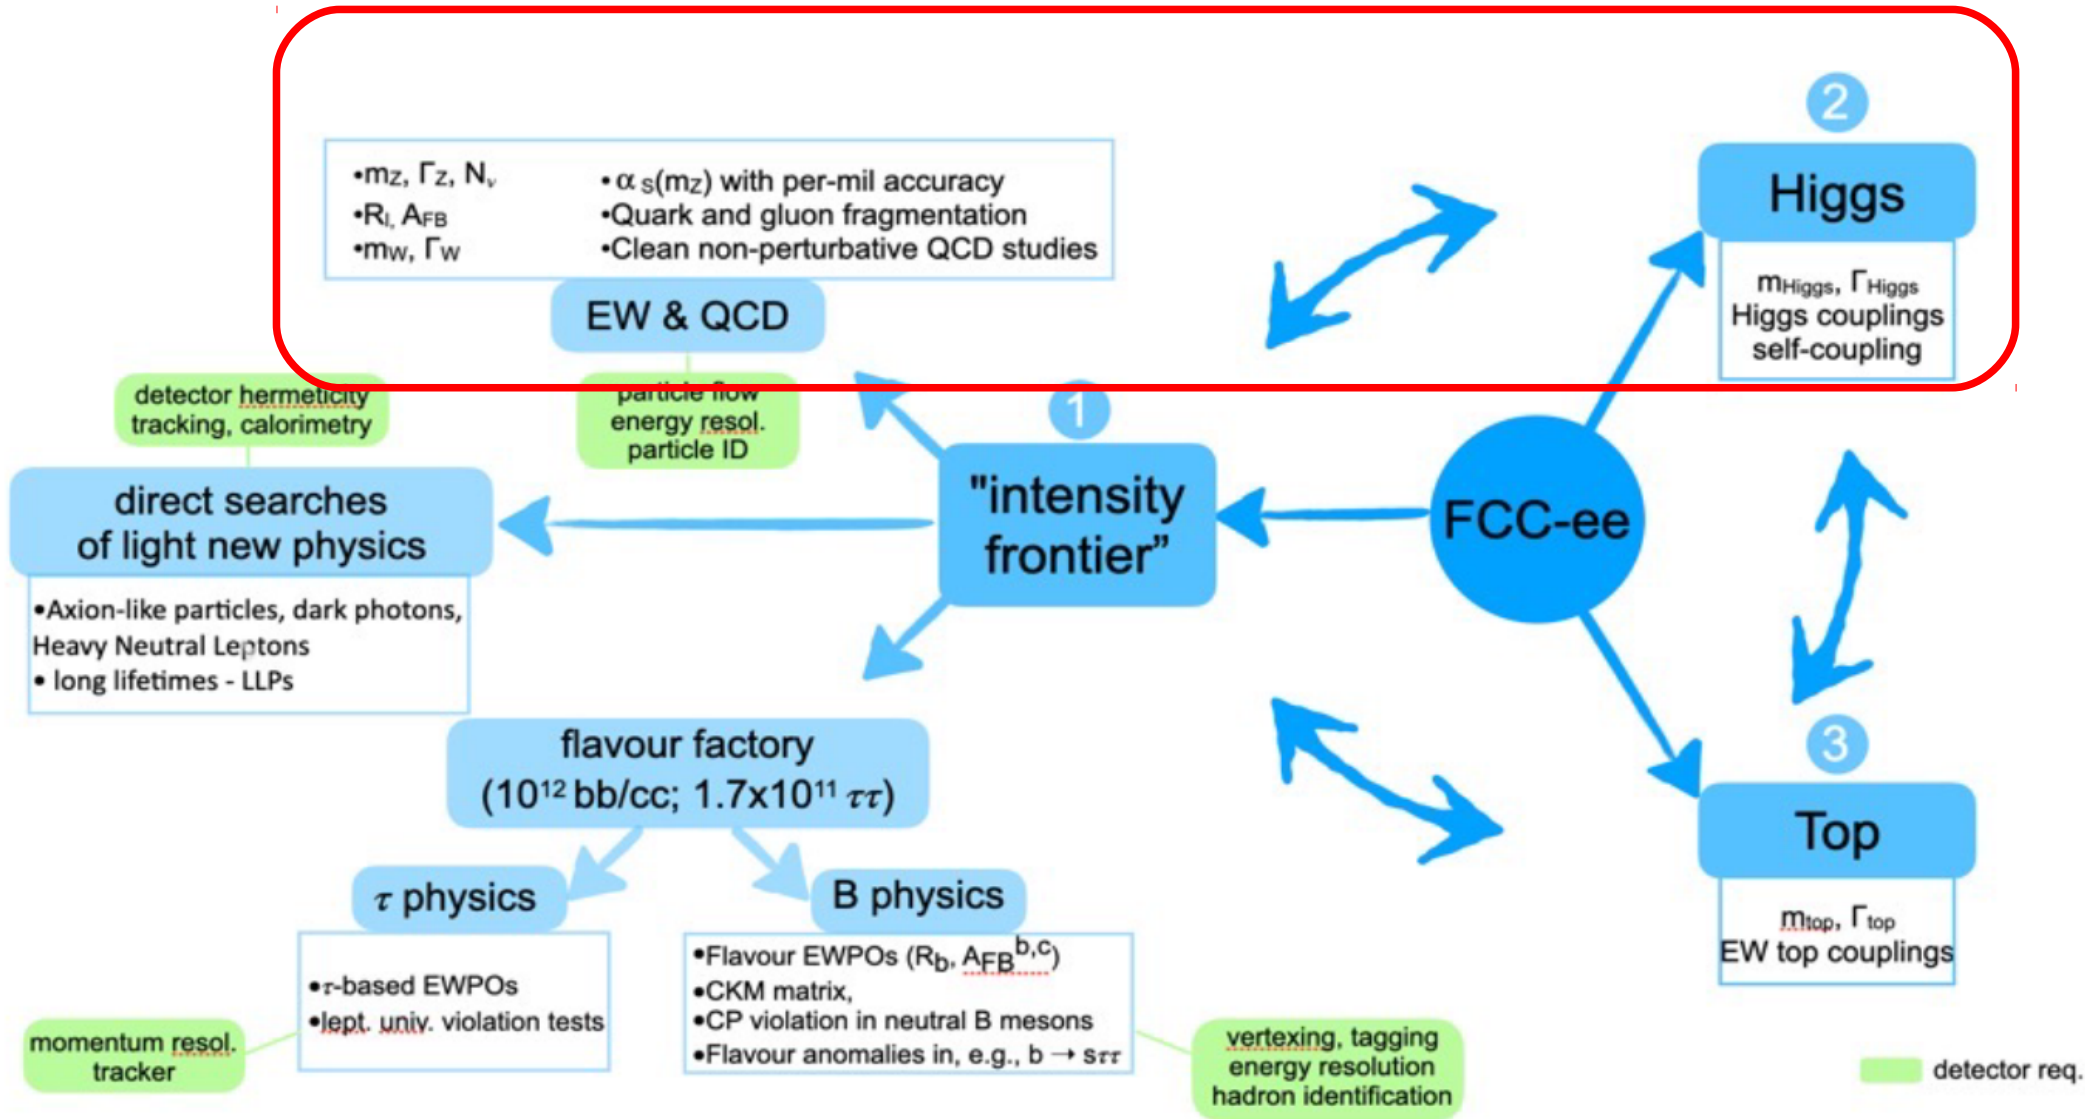 2
Higgs
mHiggs, ΓHiggs
Higgs couplings
self-coupling
•mZ, ΓZ, Nν
•Rl, AFB
•mW, ΓW
•αS(mZ) with per-mil accuracy
•Quark and gluon fragmentation
•Clean non-perturbative QCD studies
EW & QCD
particle flow
energy resol.
particle ID
detector hermeticity
tracking, calorimetry
direct searches
of light new physics
•Axion-like particles, dark photons,
Heavy Neutral Leptons
• long lifetimes - LLPs
1
"intensity
frontier”
FCC-ee
flavour factory
(10¹² bb/cc; 1.7x10¹¹ ττ)
τ physics
•τ-based EWPOs
•lept. univ. violation tests
momentum resol.
tracker
B physics
•Flavour EWPOs (Rb, AFB^b,c)
•CKM matrix,
•CP violation in neutral B mesons
•Flavour anomalies in, e.g., b → sττ
vertexing, tagging
energy resolution
hadron identification
3
Top
mtop, Γtop
EW top couplings
detector req.